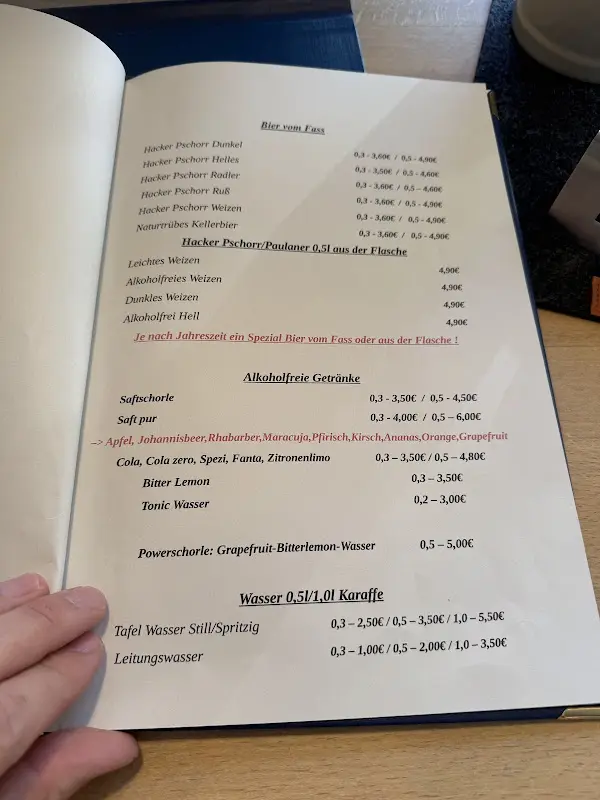 Bier vom Fass
Hacker Pschorr Dunkel 0,3 - 3,60€ / 0,5 - 4,90€
Hacker Pschorr Helles 0,3 - 3,50€ / 0,5 - 4,60€
Hacker Pschorr Radler 0,3 - 3,60€ / 0,5 - 4,60€
Hacker Pschorr Ruß 0,3 - 3,60€ / 0,5 - 4,90€
Hacker Pschorr Weizen 0,3 - 3,60€ / 0,5 - 4,90€
Naturtrübes Kellerbier 0,3 - 3,60€ / 0,5 - 4,90€
Hacker Pschorr/Paulaner 0,5l aus der Flasche
Leichtes Weizen 4,90€
Alkoholfreies Weizen 4,90€
Dunkles Weizen 4,90€
Alkoholfrei Hell 4,90€
Je nach Jahreszeit ein Spezial Bier vom Fass oder aus der Flasche !
Alkoholfreie Getränke
Saftschorle 0,3 - 3,50€ / 0,5 - 4,50€
Saft pur 0,3 - 4,00€ / 0,5 – 6,00€
--> Apfel, Johannisbeer,Rhabarber,Maracuja,Pfirisch,Kirsch,Ananas,Orange,Grapefruit
Cola, Cola zero, Spezi, Fanta, Zitronenlimo 0,3 – 3,50€ / 0,5 – 4,80€
Bitter Lemon 0,3 – 3,50€
Tonic Wasser 0,2 – 3,00€
Powerschorle: Grapefruit-Bitterlemon-Wasser 0,5 – 5,00€
Wasser 0,5l/1,0l Karaffe
Tafel Wasser Still/Spritzig 0,3 – 2,50€ / 0,5 – 3,50€ / 1,0 – 5,50€
Leitungswasser 0,3 – 1,00€ / 0,5 – 2,00€ / 1,0 – 3,50€